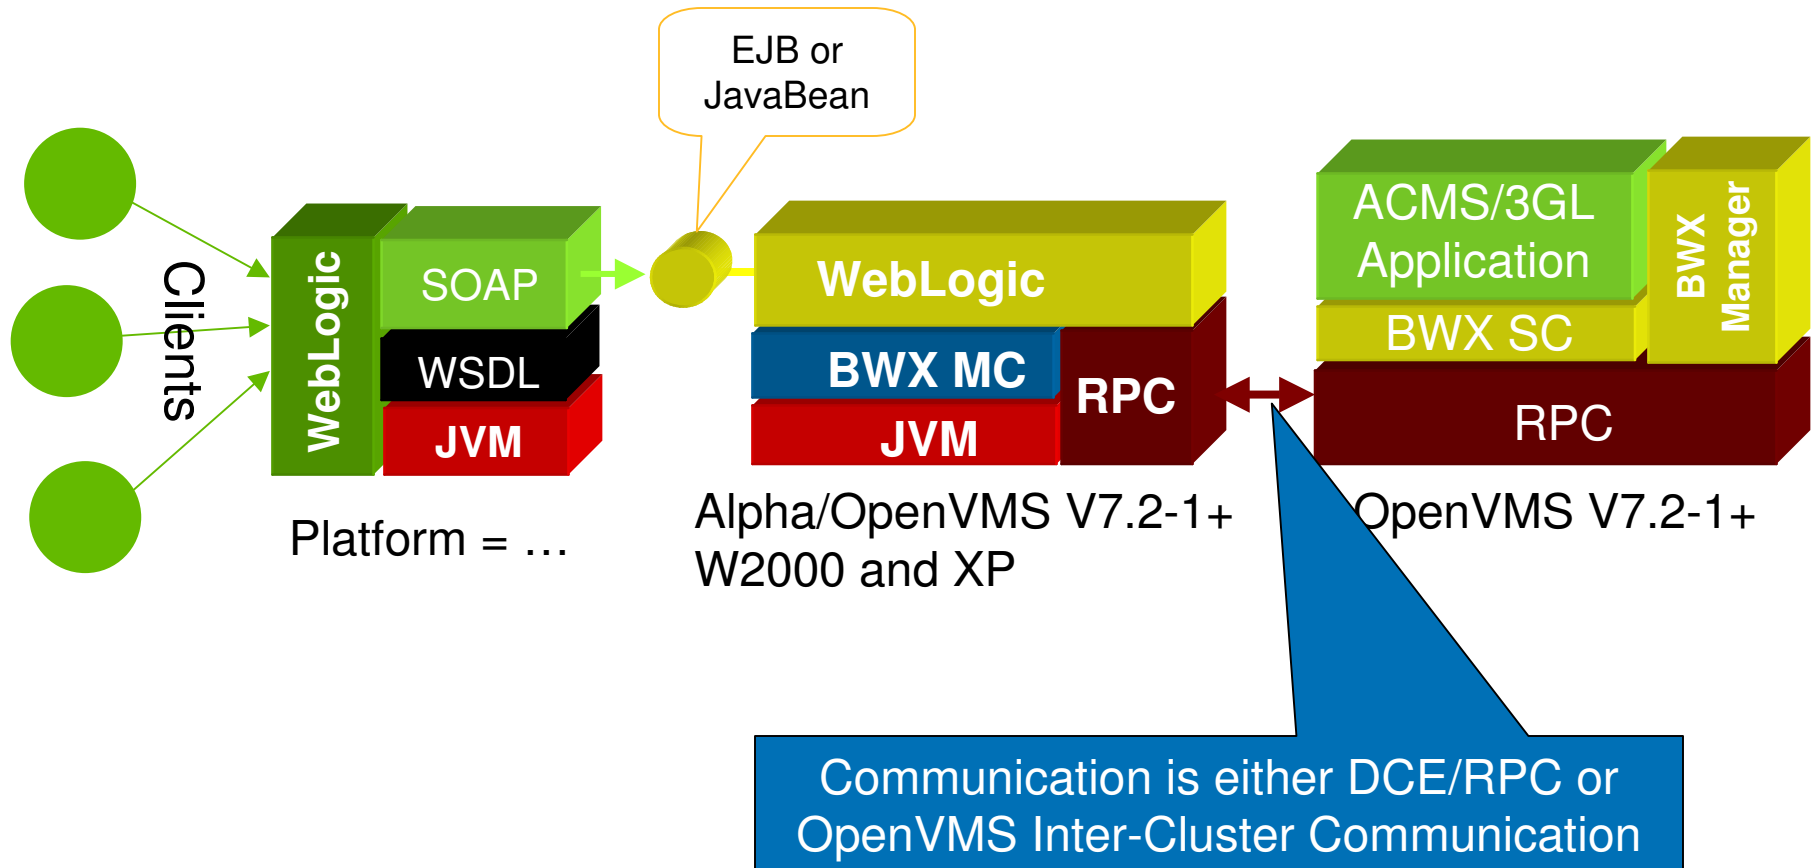 EJB or
JavaBean
Clients
WebLogic
SOAP
WSDL
JVM
Platform = …
WebLogic
BWX MC
JVM
RPC
Alpha/OpenVMS V7.2-1+
W2000 and XP
ACMS/3GL
Application
BWX SC
BWX
Manager
RPC
OpenVMS V7.2-1+
Communication is either DCE/RPC or
OpenVMS Inter-Cluster Communication